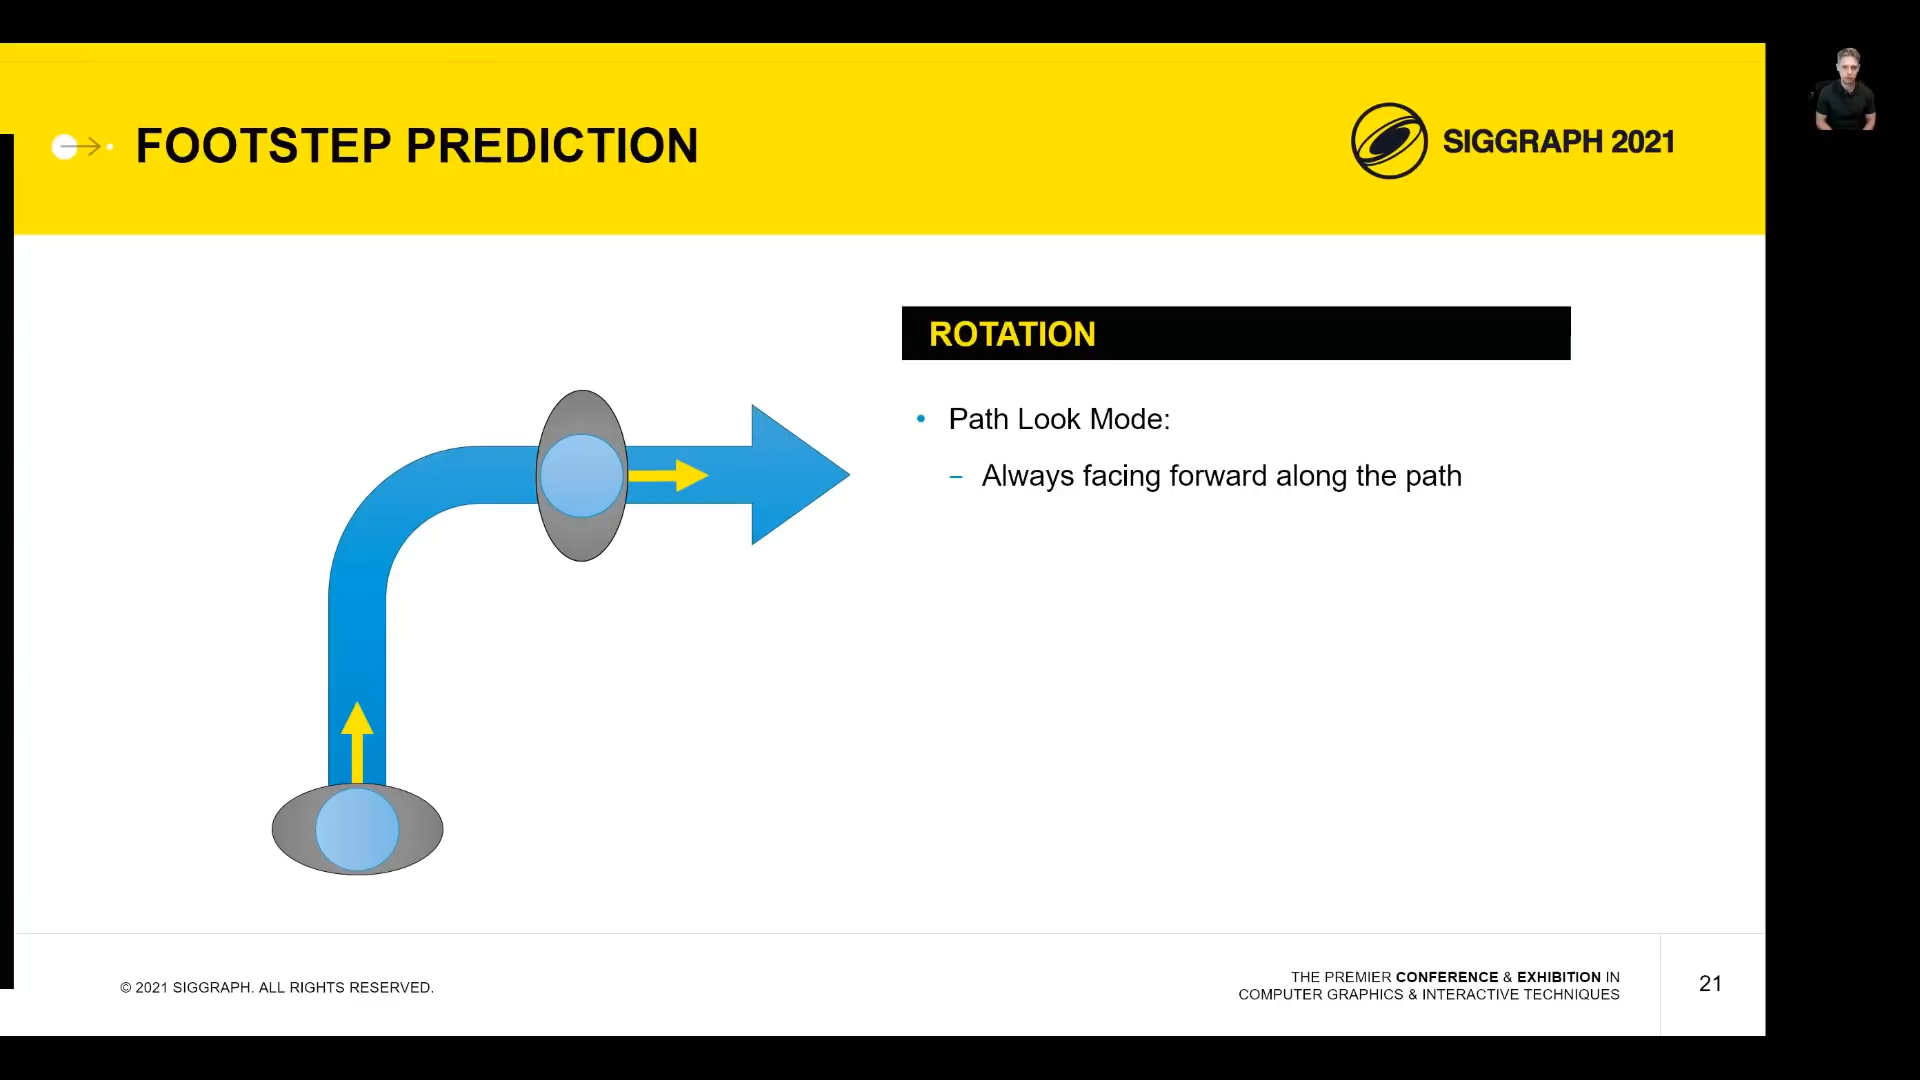 FOOTSTEP PREDICTION
SIGGRAPH 2021
ROTATION
• Path Look Mode:
– Always facing forward along the path
© 2021 SIGGRAPH. ALL RIGHTS RESERVED.
THE PREMIER CONFERENCE & EXHIBITION IN
COMPUTER GRAPHICS & INTERACTIVE TECHNIQUES
21